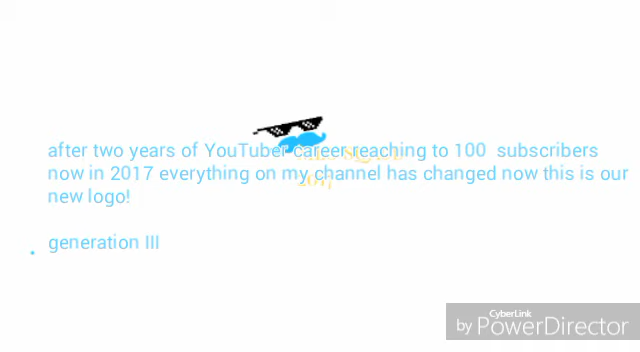 after two years of YouTuber career reaching to 100 subscribers
now in 2017 everything on my channel has changed now this is our
new logo!
generation III
CyberLink
by PowerDirector